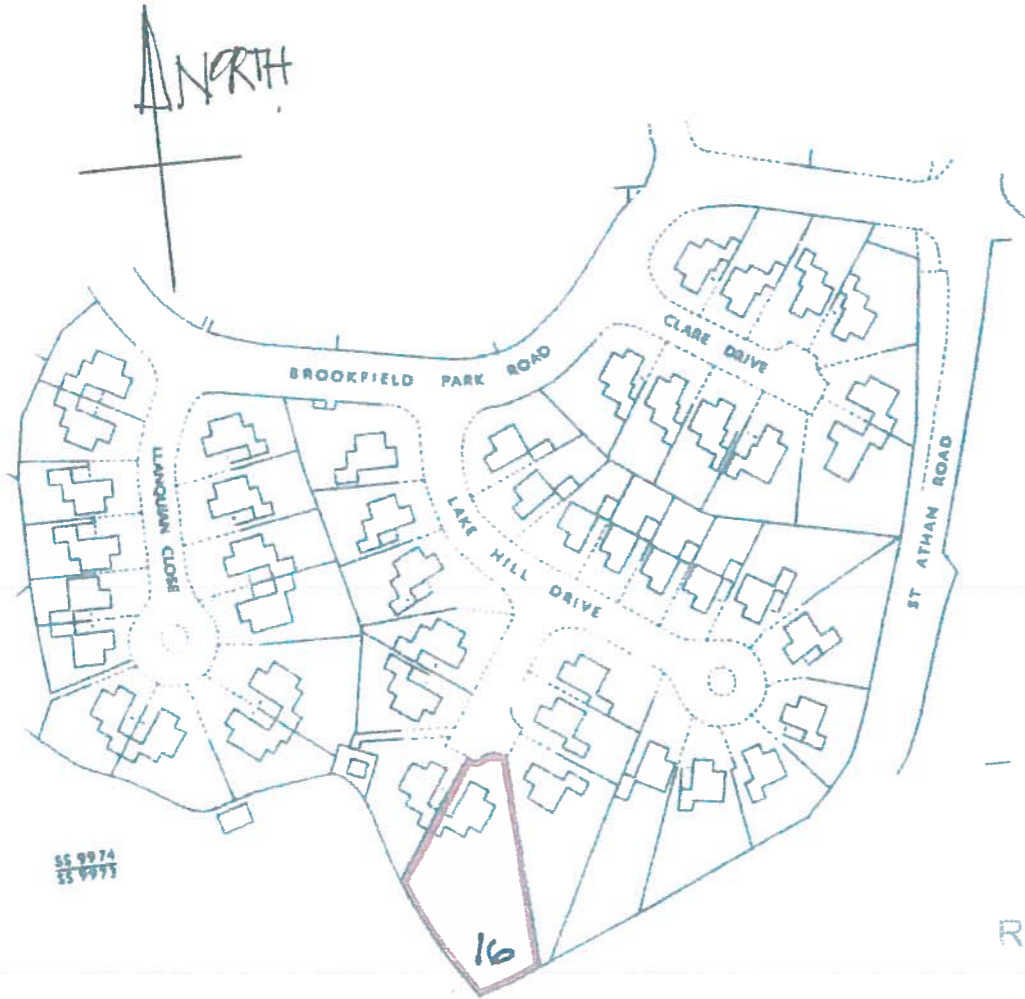 NORTH
CLARE DRIVE
BROOKFIELD PARK ROAD
LLANQUIAN CLOSE
LAKE HILL DRIVE
ST ATHAN ROAD
SS 9974
SS 9973
16
R